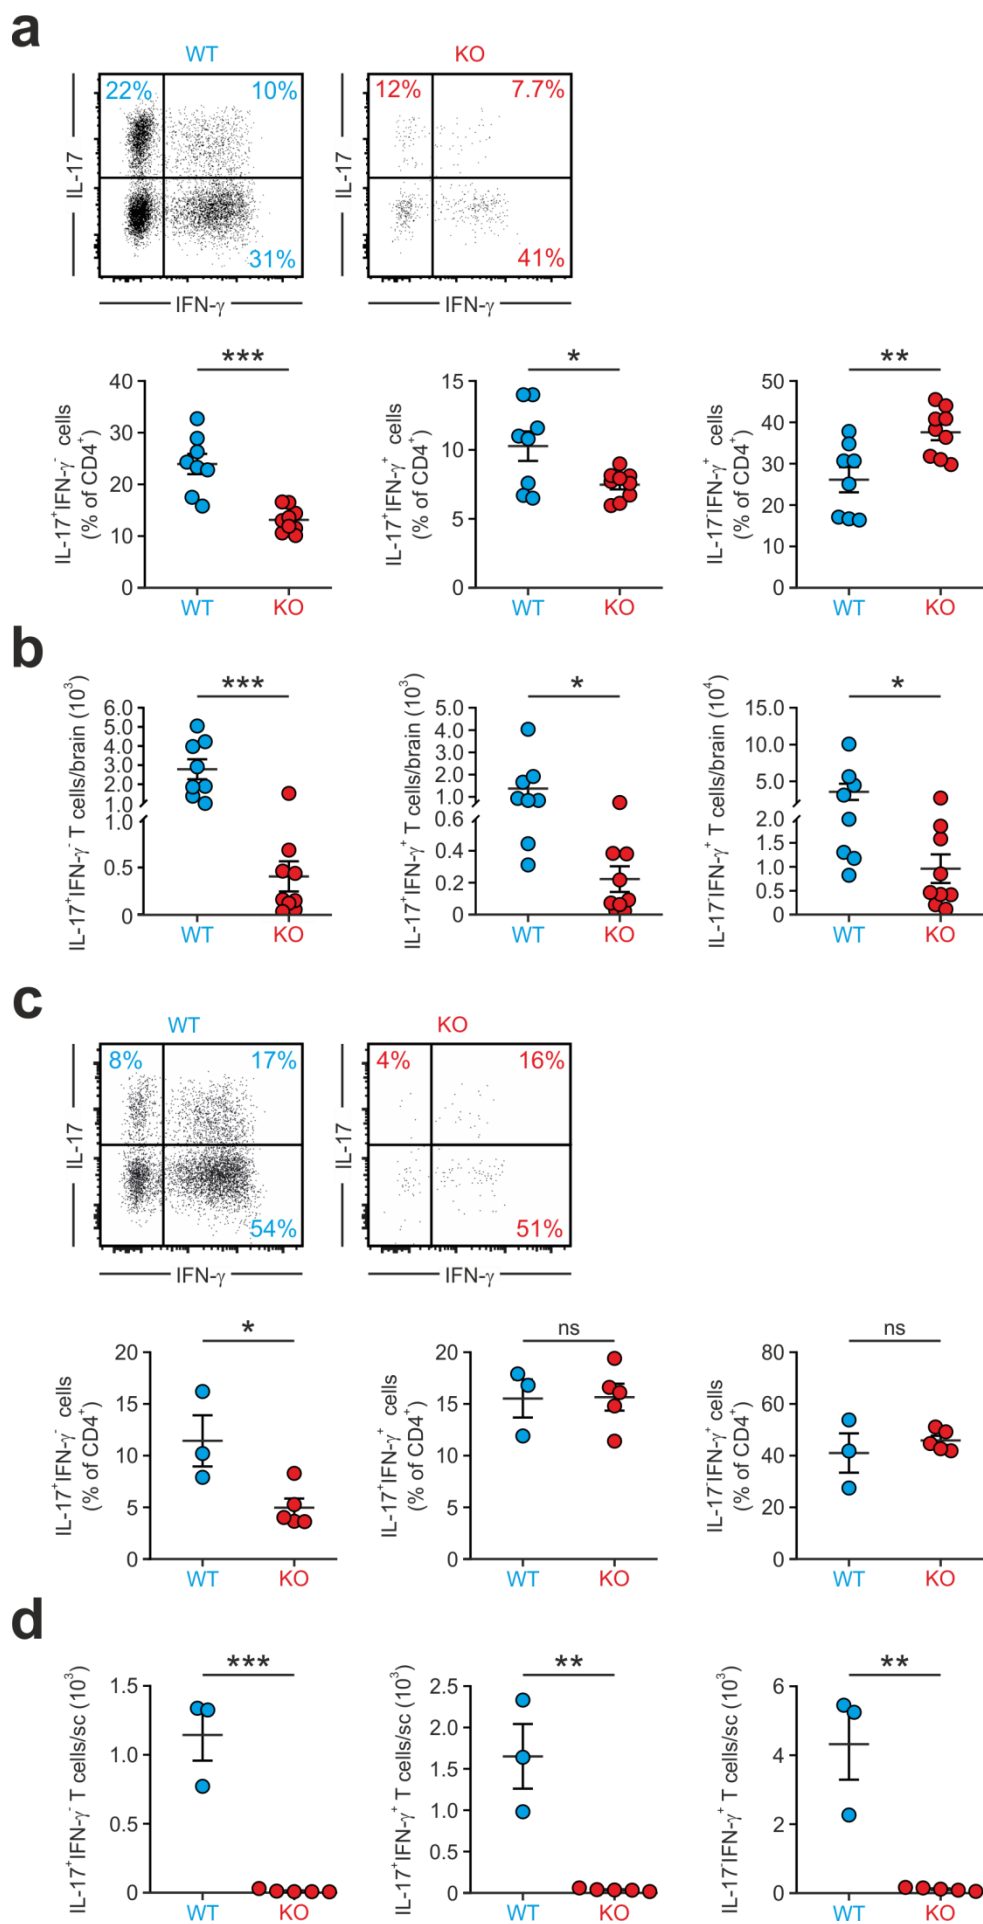 a
WT KO
22% 10% 12% 7.7%
IL-17 IL-17
31% 41%
IFN-γ IFN-γ
*** * **
IL-17⁺IFN-γ⁻ cells (% of CD4⁺)
40
30
20
10
0
WT KO
IL-17⁺IFN-γ⁺ cells (% of CD4⁺)
15
10
5
0
WT KO
IL-17⁻IFN-γ⁺ cells (% of CD4⁺)
50
40
30
20
10
0
WT KO
b
*** * *
IL-17⁺IFN-γ⁻ T cells/brain (10³)
6.0
5.0
4.0
3.0
2.0
1.0
1.0
0.5
0
WT KO
IL-17⁺IFN-γ⁺ T cells/brain (10³)
5.0
4.0
3.0
2.0
1.0
0.6
0.4
0.2
0
WT KO
IL-17⁻IFN-γ⁺ T cells/brain (10⁴)
15.0
10.0
5.0
2.0
1.0
0.5
0
WT KO
c
WT KO
8% 17% 4% 16%
IL-17 IL-17
54% 51%
IFN-γ IFN-γ
* ns ns
IL-17⁺IFN-γ⁻ cells (% of CD4⁺)
20
15
10
5
0
WT KO
IL-17⁺IFN-γ⁺ cells (% of CD4⁺)
20
15
10
5
0
WT KO
IL-17⁻IFN-γ⁺ cells (% of CD4⁺)
80
60
40
20
0
WT KO
d
*** ** **
IL-17⁺IFN-γ⁻ T cells/sc (10³)
1.5
1.0
0.5
0
WT KO
IL-17⁺IFN-γ⁺ T cells/sc (10³)
2.5
2.0
1.5
1.0
0.5
0
WT KO
IL-17⁻IFN-γ⁺ T cells/sc (10³)
6
4
2
0
WT KO